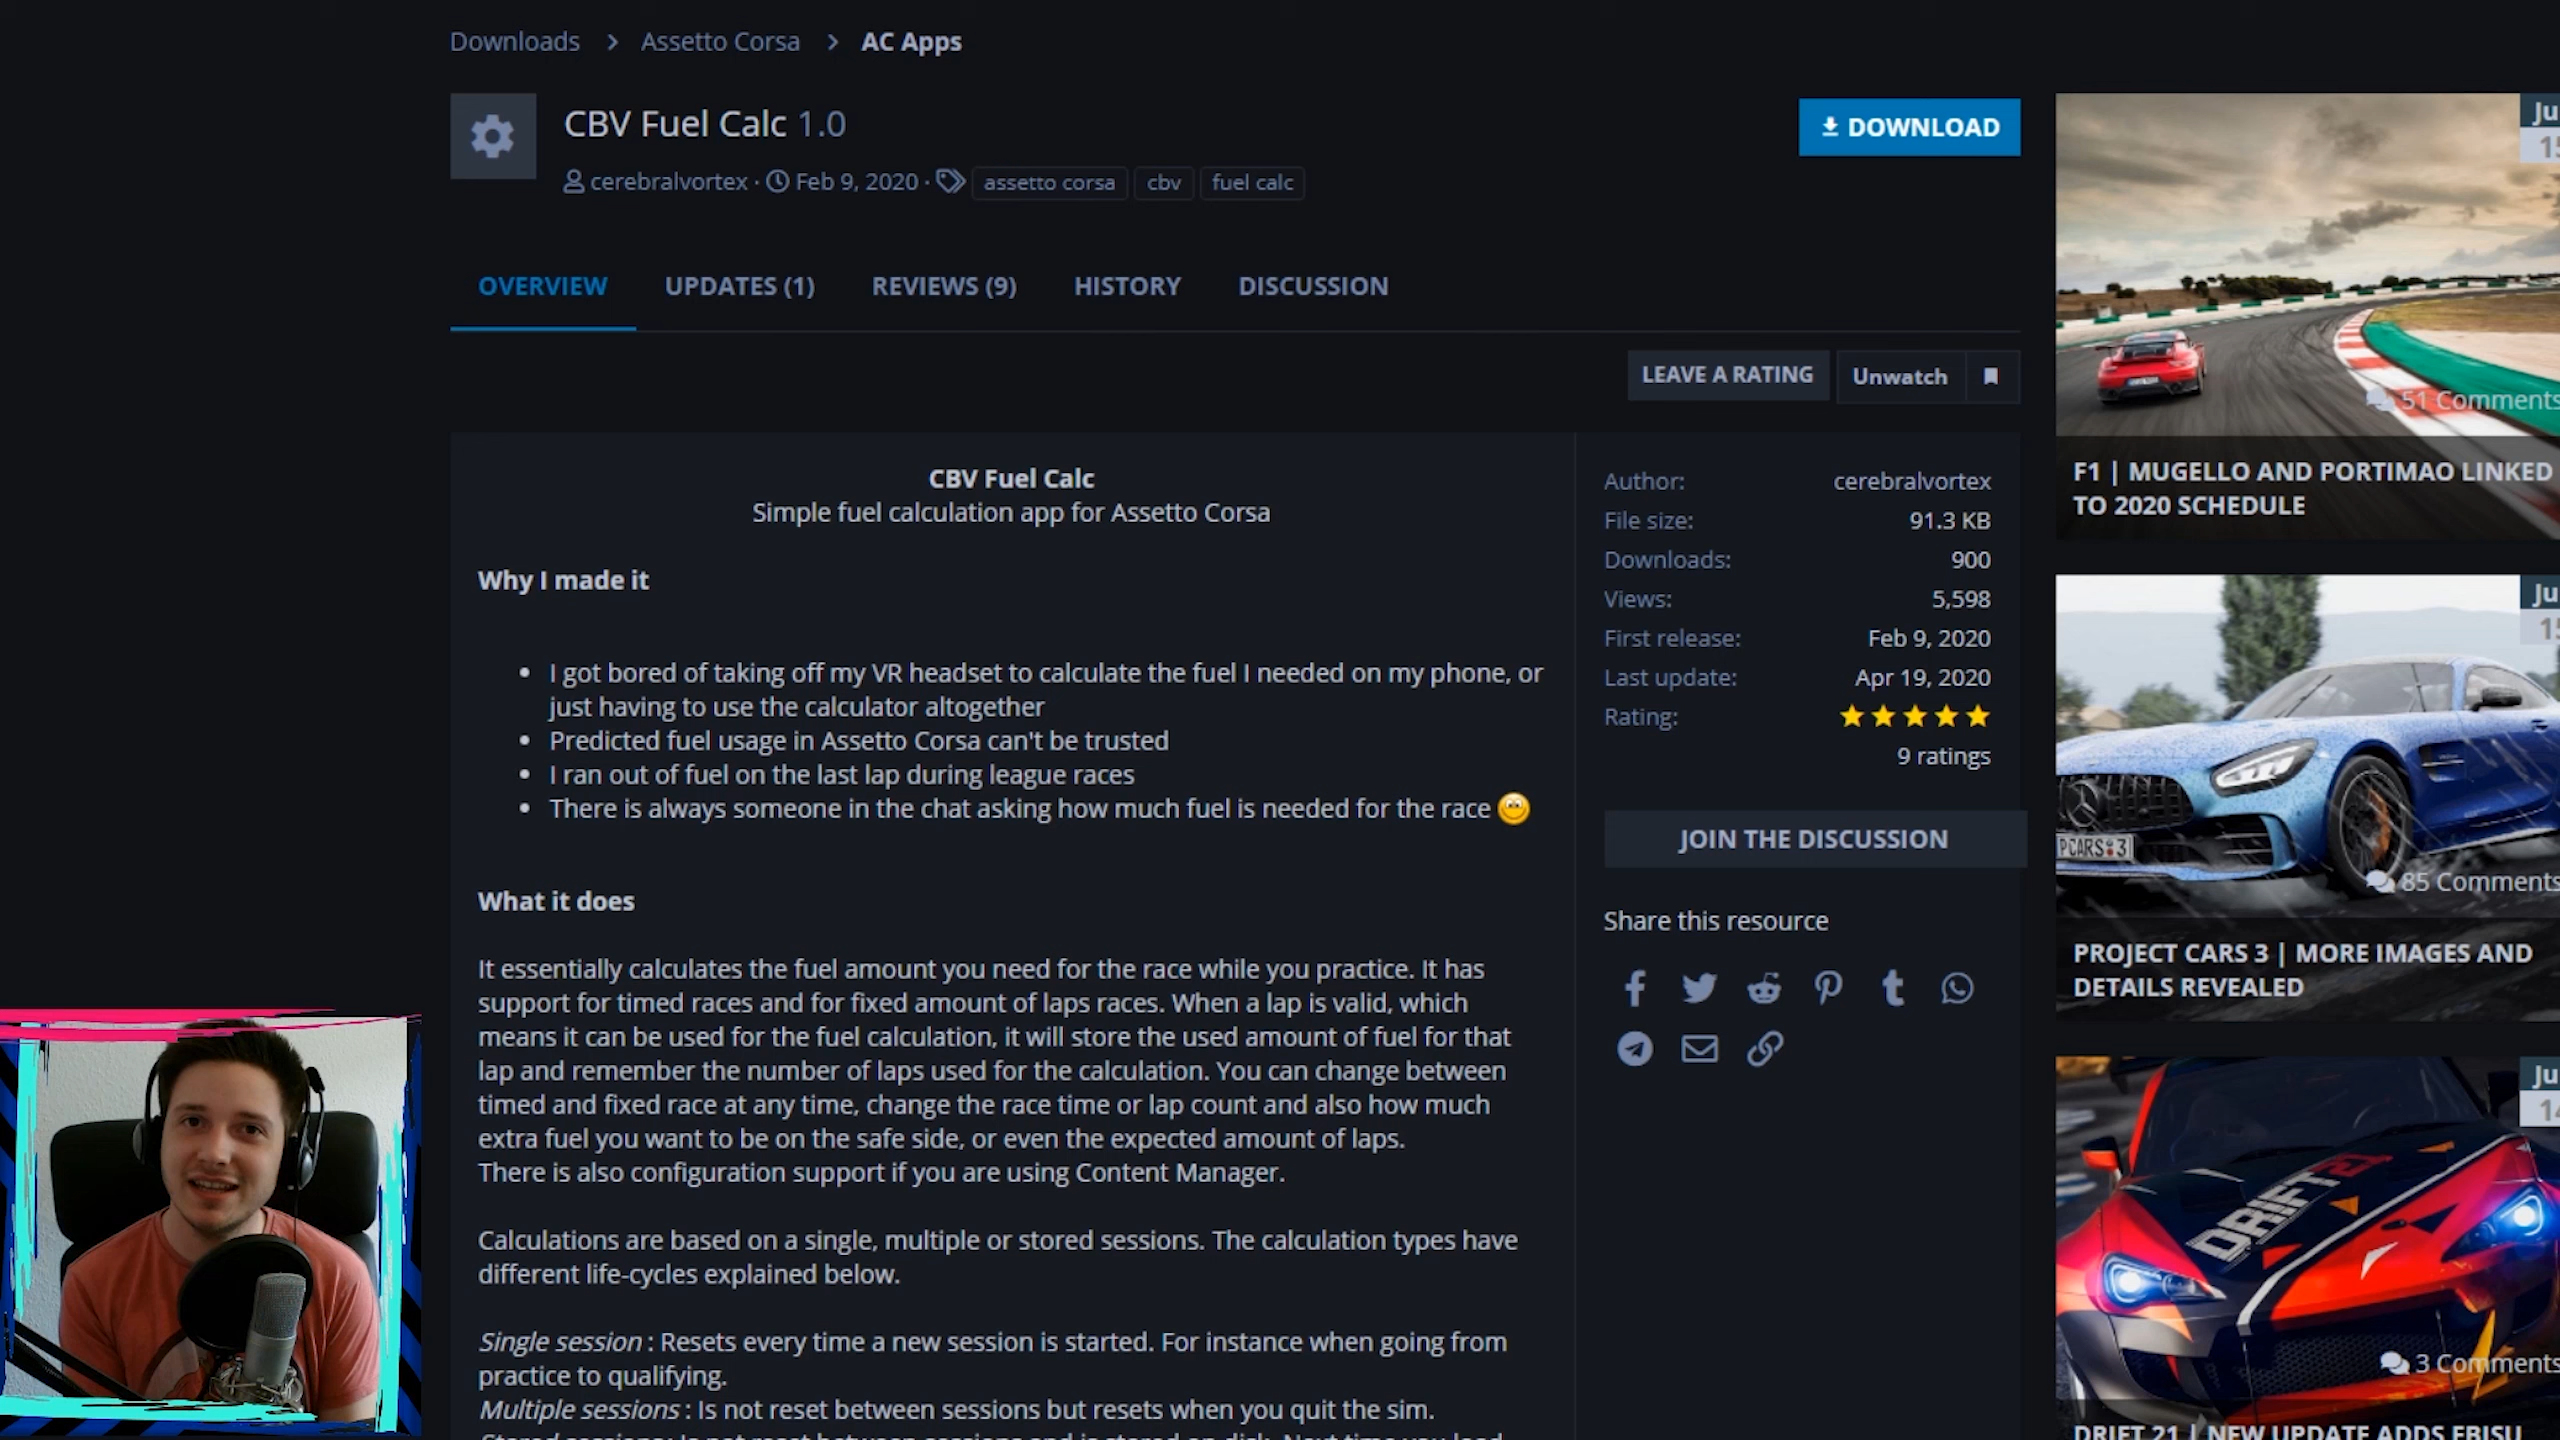 Downloads > Assetto Corsa > AC Apps
CBV Fuel Calc 1.0
DOWNLOAD
cerebralvortex · Feb 9, 2020 · assetto corsa cbv fuel calc
OVERVIEW UPDATES (1) REVIEWS (9) HISTORY DISCUSSION
LEAVE A RATING Unwatch
CBV Fuel Calc
Simple fuel calculation app for Assetto Corsa
Why I made it
• I got bored of taking off my VR headset to calculate the fuel I needed on my phone, or
just having to use the calculator altogether
• Predicted fuel usage in Assetto Corsa can't be trusted
• I ran out of fuel on the last lap during league races
• There is always someone in the chat asking how much fuel is needed for the race
What it does
It essentially calculates the fuel amount you need for the race while you practice. It has
support for timed races and for fixed amount of laps races. When a lap is valid, which
means it can be used for the fuel calculation, it will store the used amount of fuel for that
lap and remember the number of laps used for the calculation. You can change between
timed and fixed race at any time, change the race time or lap count and also how much
extra fuel you want to be on the safe side, or even the expected amount of laps.
There is also configuration support if you are using Content Manager.
Calculations are based on a single, multiple or stored sessions. The calculation types have
different life-cycles explained below.
Single session : Resets every time a new session is started. For instance when going from
practice to qualifying.
Multiple sessions : Is not reset between sessions but resets when you quit the sim.
Author: cerebralvortex
File size: 91.3 KB
Downloads: 900
Views: 5,598
First release: Feb 9, 2020
Last update: Apr 19, 2020
Rating:
9 ratings
JOIN THE DISCUSSION
Share this resource
Ju
15
51 Comments
F1 | MUGELLO AND PORTIMAO LINKED
TO 2020 SCHEDULE
Ju
15
PCARS 3
85 Comments
PROJECT CARS 3 | MORE IMAGES AND
DETAILS REVEALED
Ju
14
DRIFT 21
3 Comments
DRIFT 21 | NEW UPDATE ADDS EBISU